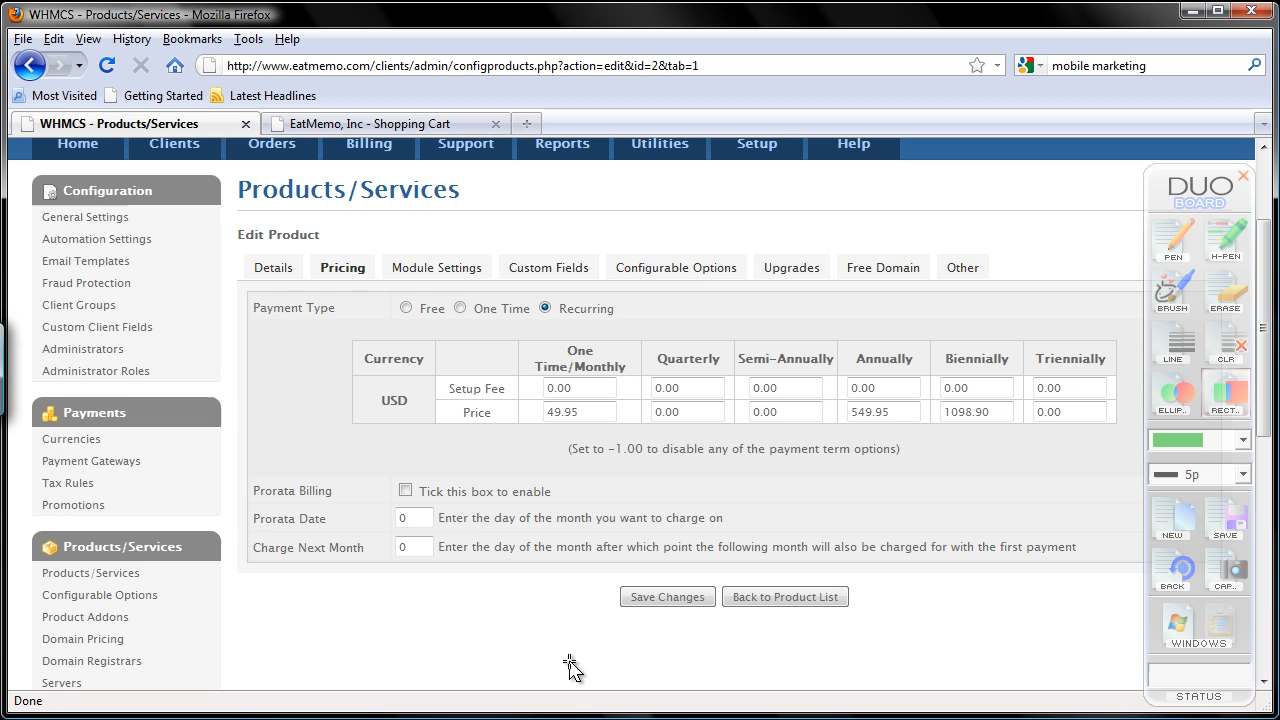 WHMCS - Products/Services - Mozilla Firefox
File Edit View History Bookmarks Tools Help
http://www.eatmemo.com/clients/admin/configproducts.php?action=edit&id=2&tab=1
mobile marketing
Most Visited Getting Started Latest Headlines
WHMCS - Products/Services
EatMemo, Inc - Shopping Cart
Home Clients Orders Billing Support Reports Utilities Setup Help
Configuration
General Settings
Automation Settings
Email Templates
Fraud Protection
Client Groups
Custom Client Fields
Administrators
Administrator Roles
Payments
Currencies
Payment Gateways
Tax Rules
Promotions
Products/Services
Products/Services
Configurable Options
Product Addons
Domain Pricing
Domain Registrars
Servers
Products/Services
Edit Product
Details Pricing Module Settings Custom Fields Configurable Options Upgrades Free Domain Other
Payment Type Free One Time Recurring
Currency One Time/Monthly Quarterly Semi-Annually Annually Biennially Triennially
USD
Setup Fee 0.00 0.00 0.00 0.00 0.00 0.00
Price 49.95 0.00 0.00 549.95 1098.90 0.00
(Set to -1.00 to disable any of the payment term options)
Prorata Billing Tick this box to enable
Prorata Date 0 Enter the day of the month you want to charge on
Charge Next Month 0 Enter the day of the month after which point the following month will also be charged for with the first payment
Save Changes Back to Product List
DUO
BOARD
PEN H-PEN
BRUSH ERASE
LINE CLR
ELLIP.. RECT..
5p
NEW SAVE
BACK CAP..
WINDOWS
STATUS
Done